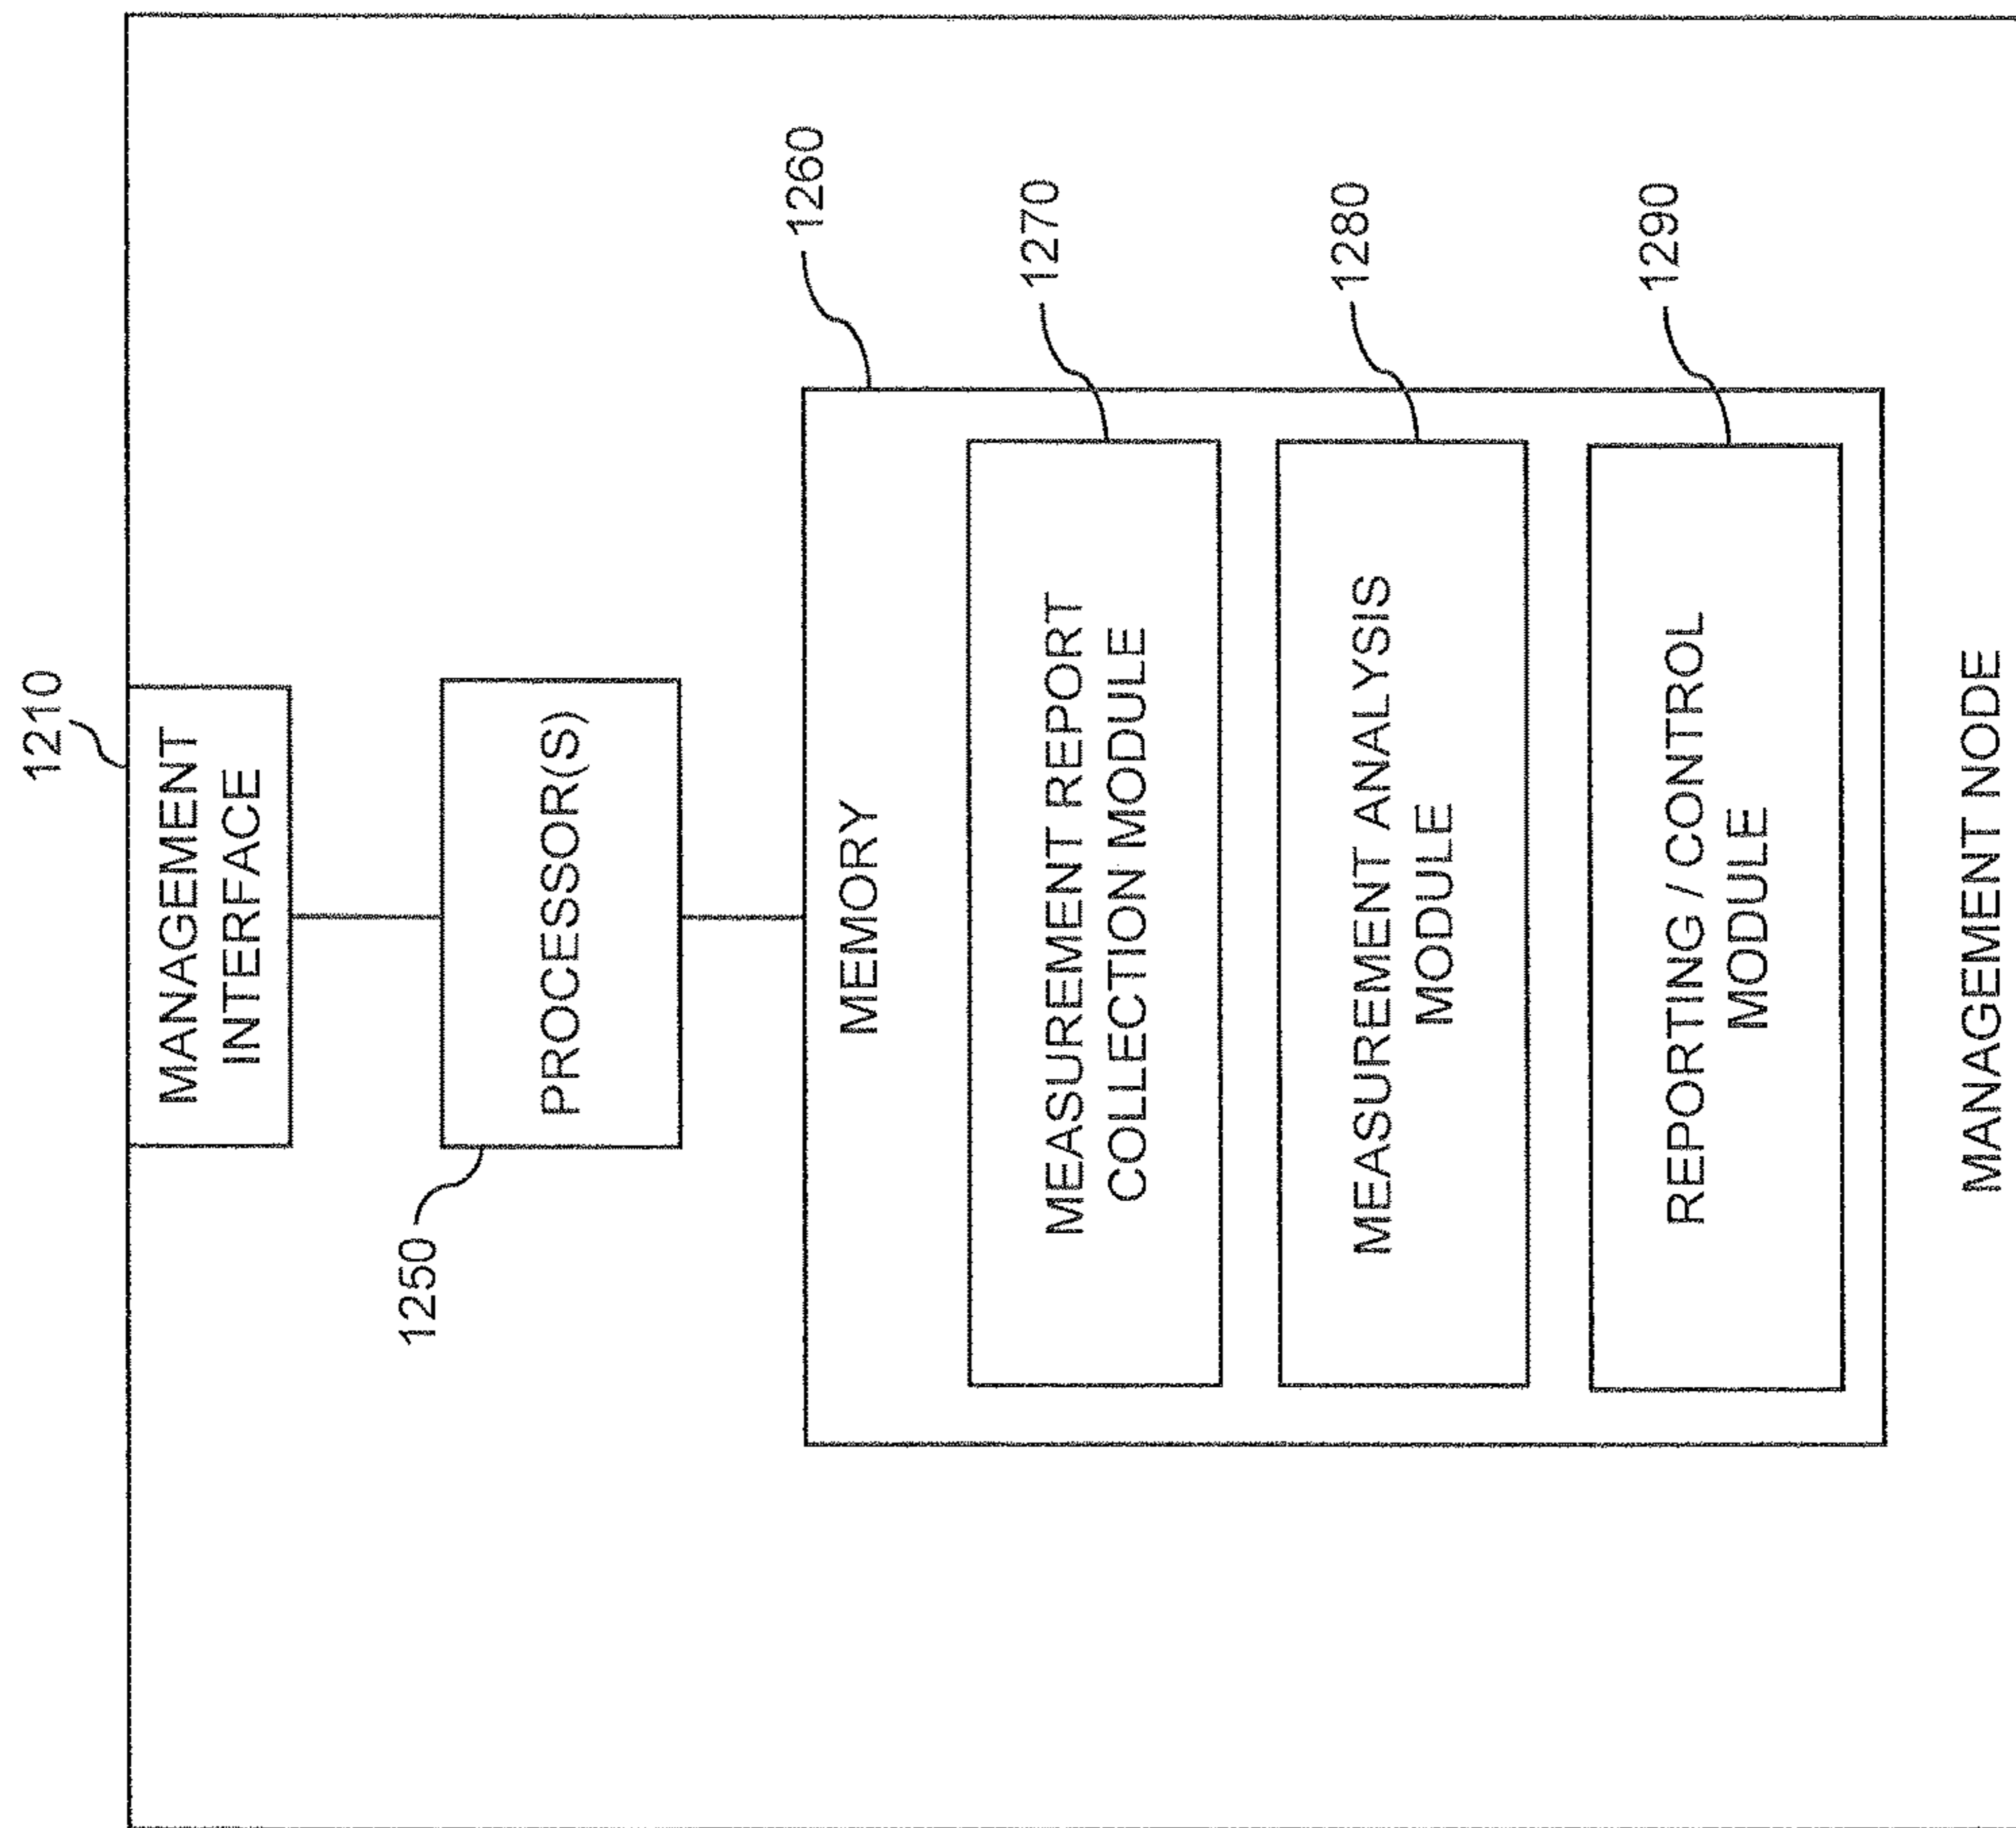 1210
MANAGEMENT
INTERFACE
1250
PROCESSOR(S)
1260
MEMORY
1270
MEASUREMENT REPORT
COLLECTION MODULE
1280
MEASUREMENT ANALYSIS
MODULE
1290
REPORTING / CONTROL
MODULE
MANAGEMENT NODE